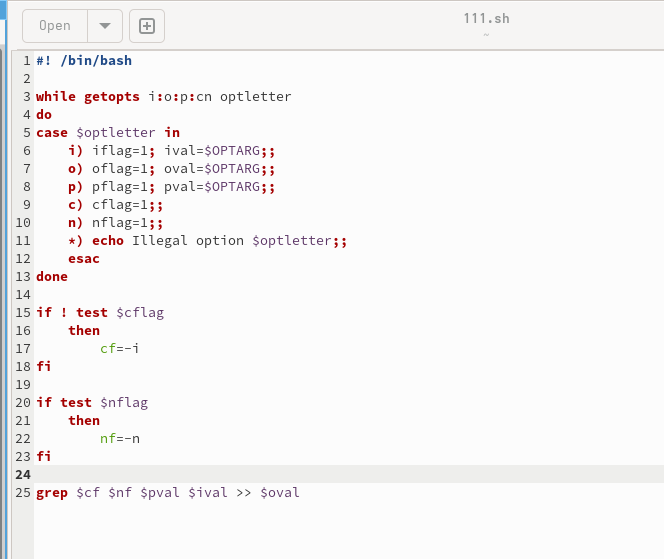 Open
111.sh
~
1 #! /bin/bash
2
3 while getopts i:o:p:cn optletter
4 do
5 case $optletter in
6     i) iflag=1; ival=$OPTARG;;
7     o) oflag=1; oval=$OPTARG;;
8     p) pflag=1; pval=$OPTARG;;
9     c) cflag=1;;
10     n) nflag=1;;
11     *) echo Illegal option $optletter;;
12     esac
13 done
14
15 if ! test $cflag
16     then
17         cf=-i
18 fi
19
20 if test $nflag
21     then
22         nf=-n
23 fi
24
25 grep $cf $nf $pval $ival >> $oval